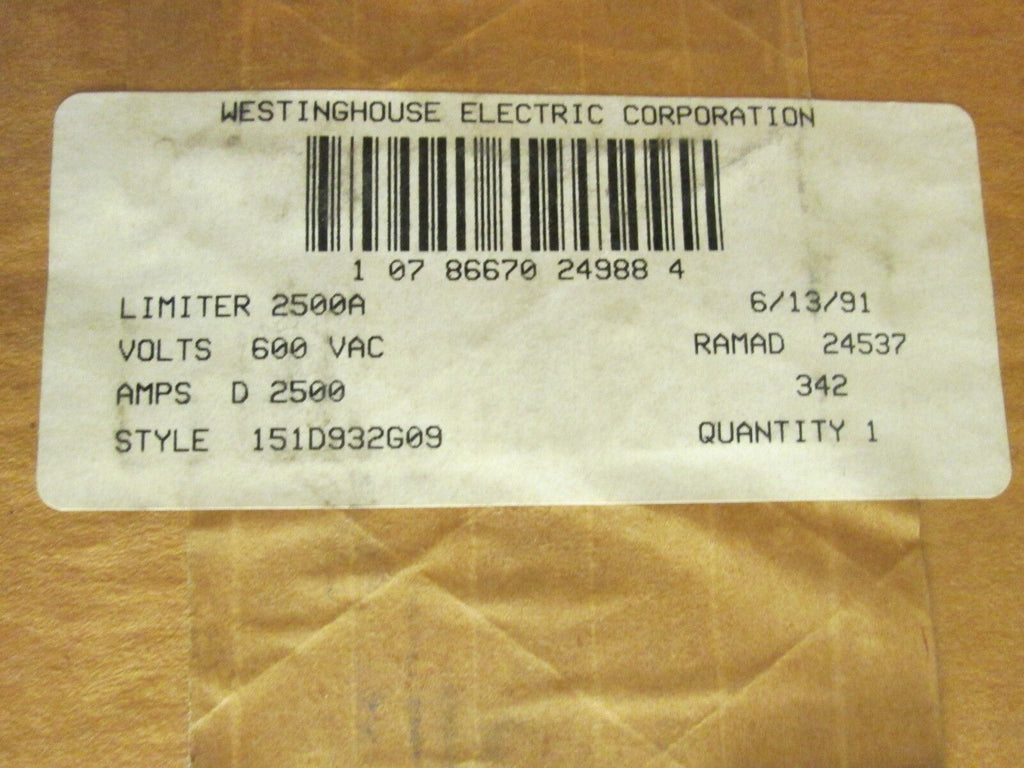 WESTINGHOUSE ELECTRIC CORPORATION
1 07 86670 24988 4
LIMITER 2500A 6/13/91
VOLTS 600 VAC RAMAD 24537
AMPS D 2500 342
STYLE 151D932G09 QUANTITY 1